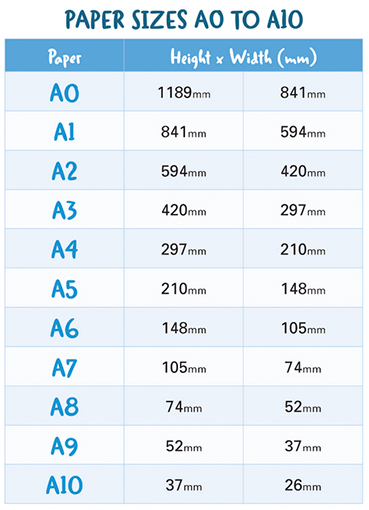 PAPER SIZES A0 TO A10
Paper Height x Width (mm)
A0 1189mm 841mm
A1 841mm 594mm
A2 594mm 420mm
A3 420mm 297mm
A4 297mm 210mm
A5 210mm 148mm
A6 148mm 105mm
A7 105mm 74mm
A8 74mm 52mm
A9 52mm 37mm
A10 37mm 26mm